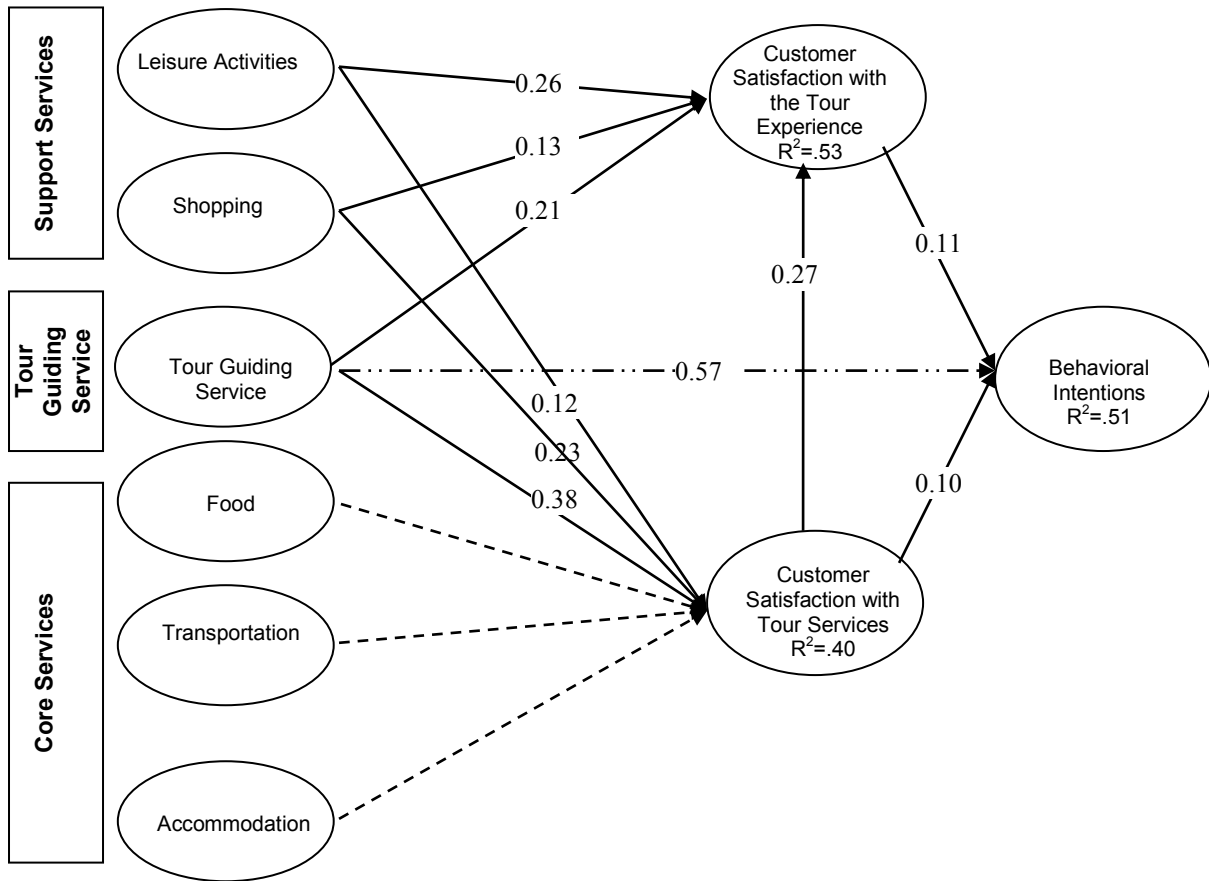 Support Services
Tour
Guiding
Service
Core Services
Leisure Activities
Shopping
Tour Guiding
Service
Food
Transportation
Accommodation
0.26
0.13
0.21
0.57
0.12
0.23
0.38
0.27
0.11
0.10
Customer
Satisfaction with
the Tour
Experience
R²=.53
Customer
Satisfaction with
Tour Services
R²=.40
Behavioral
Intentions
R²=.51